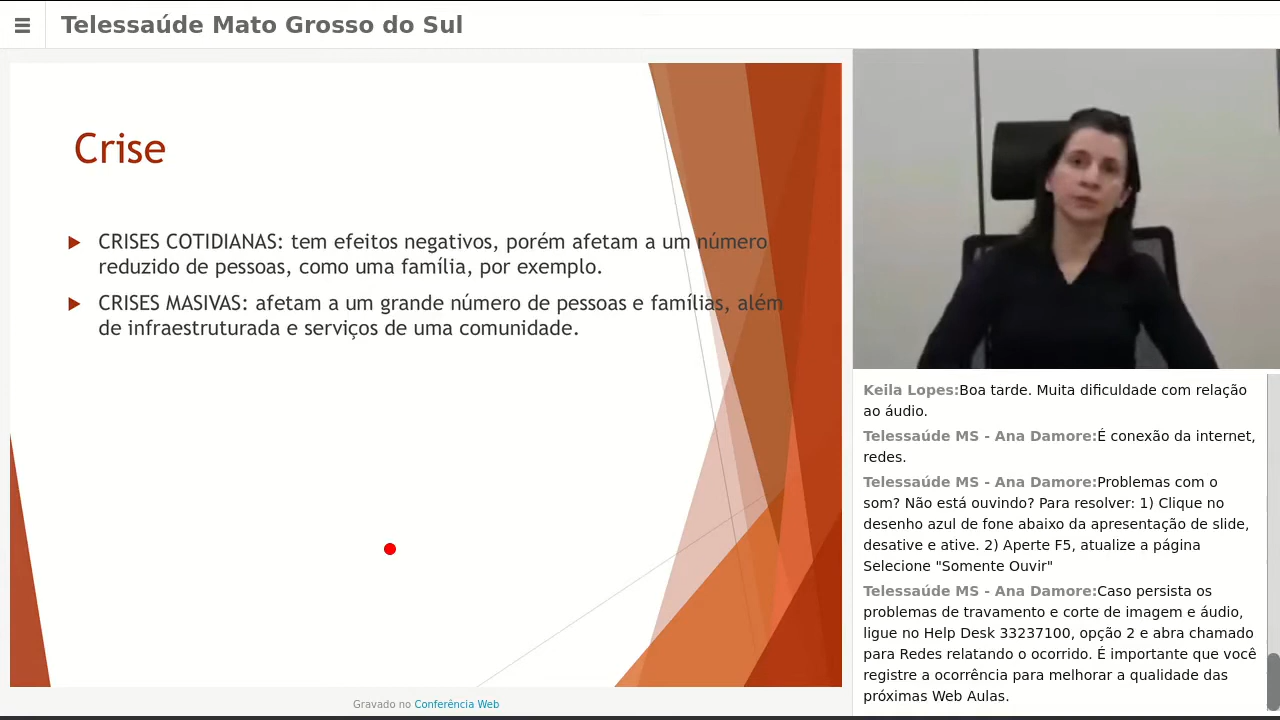 Telessaúde Mato Grosso do Sul
Crise
CRISES COTIDIANAS: tem efeitos negativos, porém afetam a um número
reduzido de pessoas, como uma família, por exemplo.
CRISES MASIVAS: afetam a um grande número de pessoas e famílias, além
de infraestruturada e serviços de uma comunidade.
Gravado no Conferência Web
Keila Lopes:Boa tarde. Muita dificuldade com relação
ao áudio.
Telessaúde MS - Ana Damore:É conexão da internet,
redes.
Telessaúde MS - Ana Damore:Problemas com o
som? Não está ouvindo? Para resolver: 1) Clique no
desenho azul de fone abaixo da apresentação de slide,
desative e ative. 2) Aperte F5, atualize a página
Selecione "Somente Ouvir"
Telessaúde MS - Ana Damore:Caso persista os
problemas de travamento e corte de imagem e áudio,
ligue no Help Desk 33237100, opção 2 e abra chamado
para Redes relatando o ocorrido. É importante que você
registre a ocorrência para melhorar a qualidade das
próximas Web Aulas.